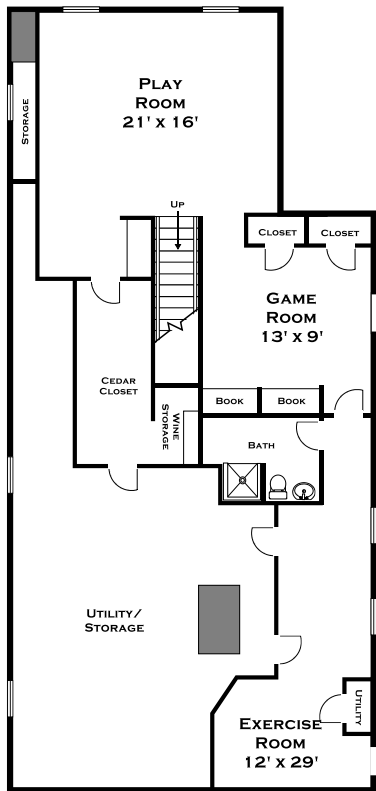 PLAY
ROOM
21' x 16'
STORAGE
UP
CLOSET
CLOSET
GAME
ROOM
13' x 9'
CEDAR
CLOSET
WINE
STORAGE
BOOK
BOOK
BATH
UTILITY/
STORAGE
UTILITY
EXERCISE
ROOM
12' x 29'